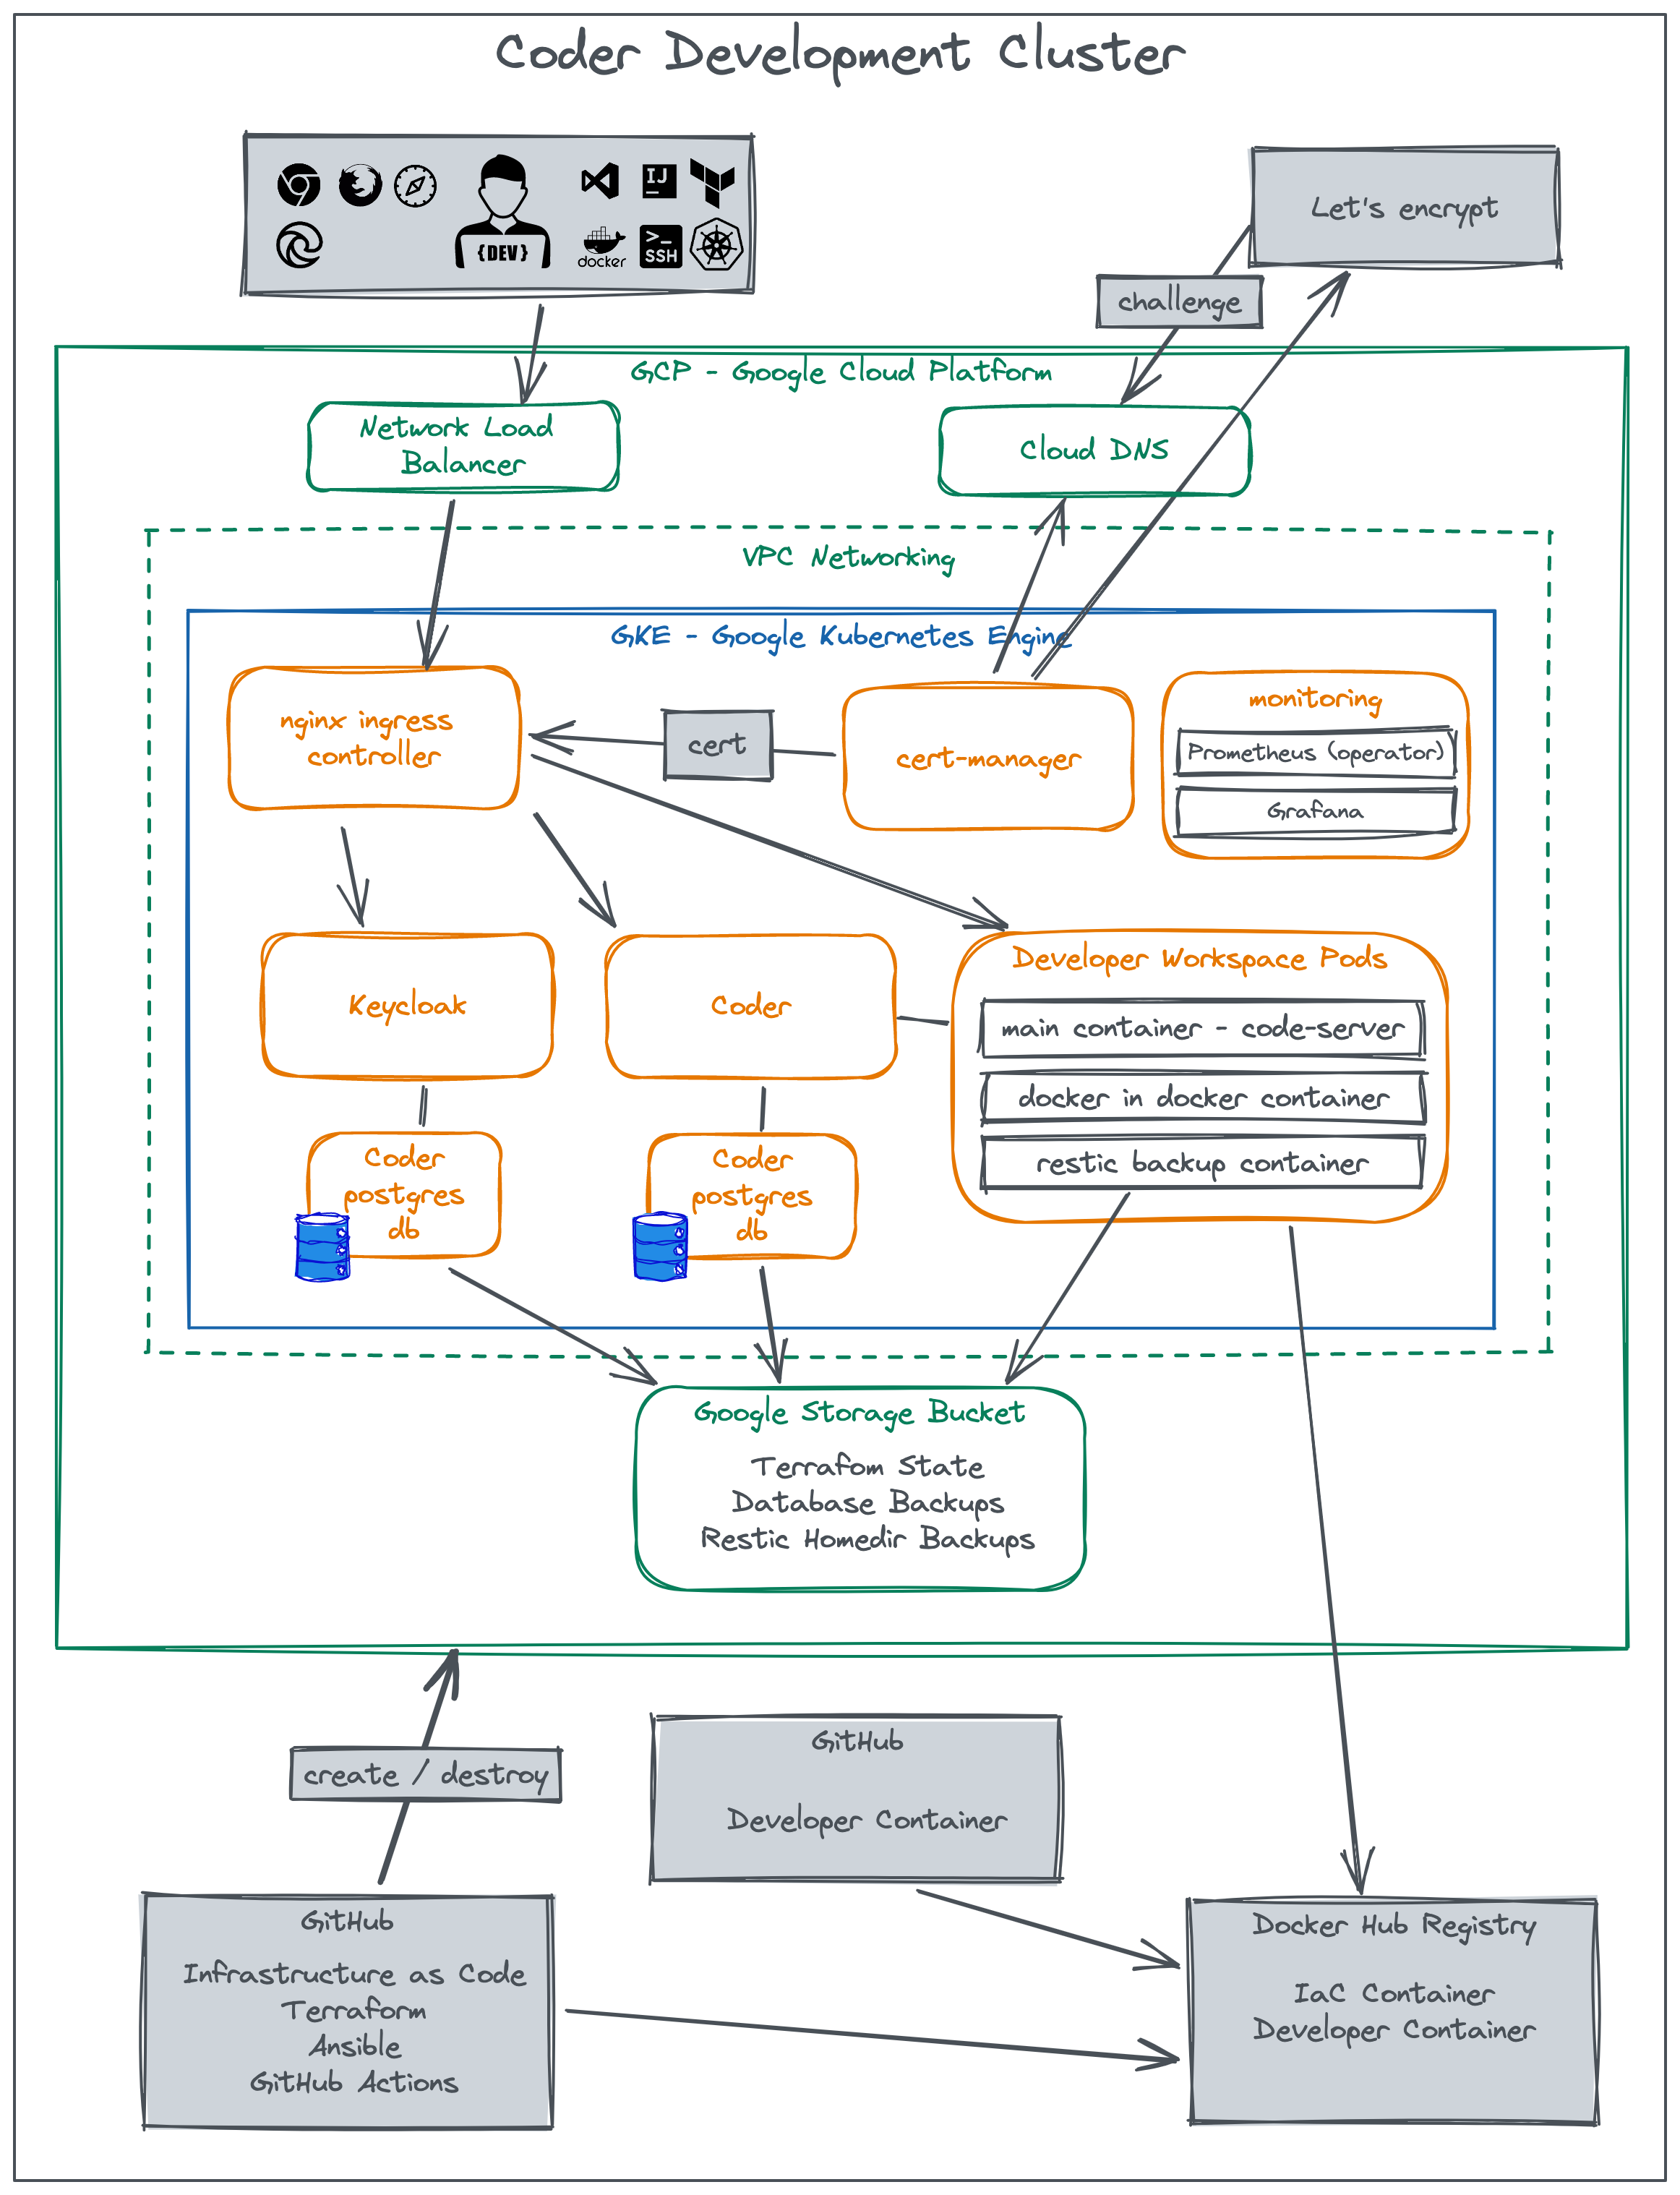 Coder Development Cluster
{DEV}
IJ
docker
>_
SSH
Let's encrypt
challenge
GCP - Google Cloud Platform
Network Load
Balancer
Cloud DNS
VPC Networking
GKE - Google Kubernetes Engine
nginx ingress
controller
cert
cert-manager
monitoring
Prometheus (operator)
Grafana
Keycloak
Coder
Developer Workspace Pods
main container - code-server
docker in docker container
restic backup container
Coder
postgres
db
Coder
postgres
db
Google Storage Bucket
Terrafom State
Database Backups
Restic Homedir Backups
create / destroy
GitHub
Developer Container
GitHub
Infrastructure as Code
Terraform
Ansible
GitHub Actions
Docker Hub Registry
IaC Container
Developer Container